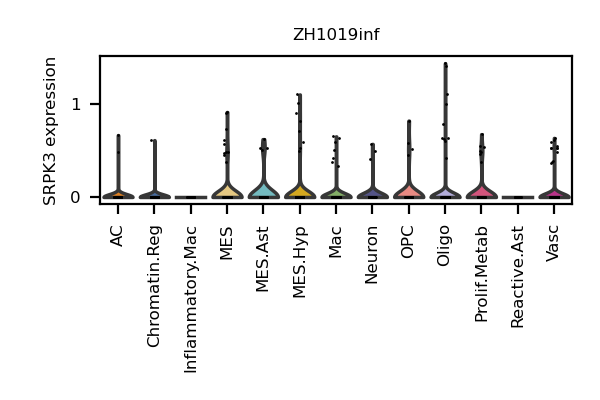 ZH1019inf
SRPK3 expression
1
0
AC
Chromatin.Reg
Inflammatory.Mac
MES
MES.Ast
MES.Hyp
Mac
Neuron
OPC
Oligo
Prolif.Metab
Reactive.Ast
Vasc